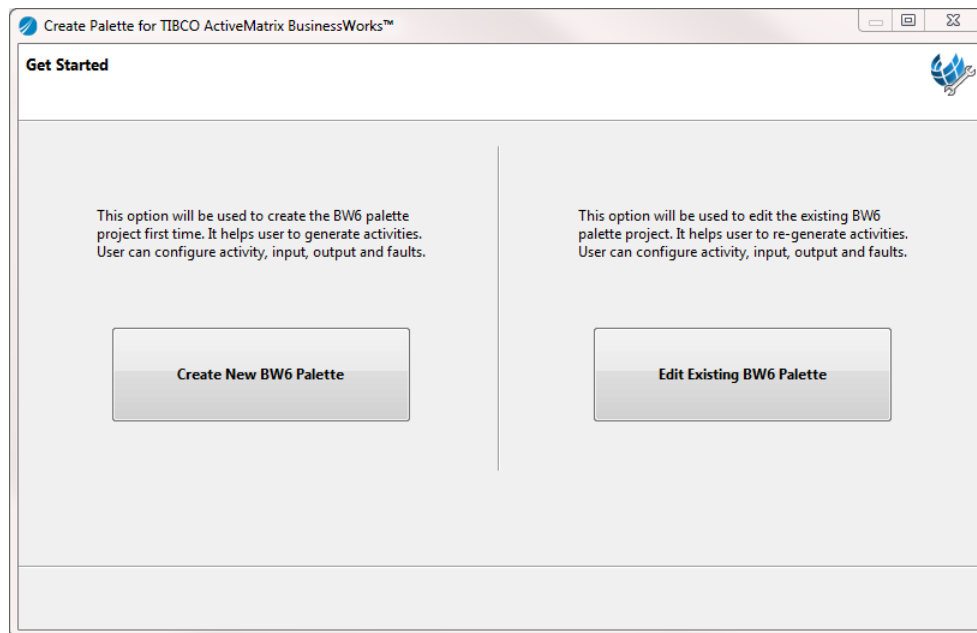 Create Palette for TIBCO ActiveMatrix BusinessWorks™
Get Started
This option will be used to create the BW6 palette
project first time. It helps user to generate activities.
User can configure activity, input, output and faults.
Create New BW6 Palette
This option will be used to edit the existing BW6
palette project. It helps user to re-generate activities.
User can configure activity, input, output and faults.
Edit Existing BW6 Palette